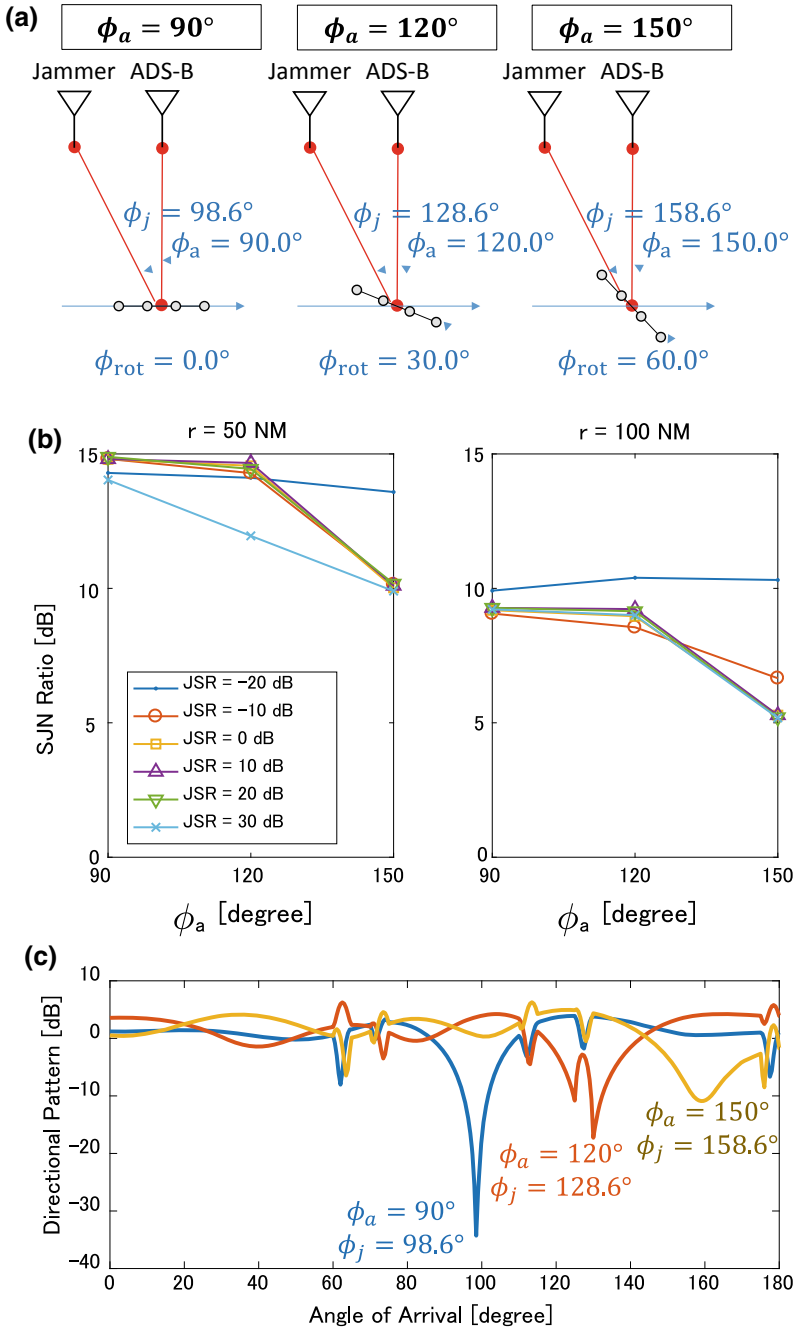 (a)
ϕₐ = 90° ϕₐ = 120° ϕₐ = 150°
Jammer ADS-B Jammer ADS-B Jammer ADS-B
ϕⱼ = 98.6° ϕⱼ = 128.6° ϕⱼ = 158.6°
ϕₐ = 90.0° ϕₐ = 120.0° ϕₐ = 150.0°
ϕrot = 0.0° ϕrot = 30.0° ϕrot = 60.0°
(b)
r = 50 NM r = 100 NM
SJN Ratio [dB]
15
10
5
0
90 120 150
ϕₐ [degree]
JSR = -20 dB
JSR = -10 dB
JSR = 0 dB
JSR = 10 dB
JSR = 20 dB
JSR = 30 dB
15
10
5
0
90 120 150
ϕₐ [degree]
(c)
Directional Pattern [dB]
10
0
-10
-20
-30
-40
ϕₐ = 150°
ϕⱼ = 158.6°
ϕₐ = 120°
ϕⱼ = 128.6°
ϕₐ = 90°
ϕⱼ = 98.6°
0 20 40 60 80 100 120 140 160 180
Angle of Arrival [degree]